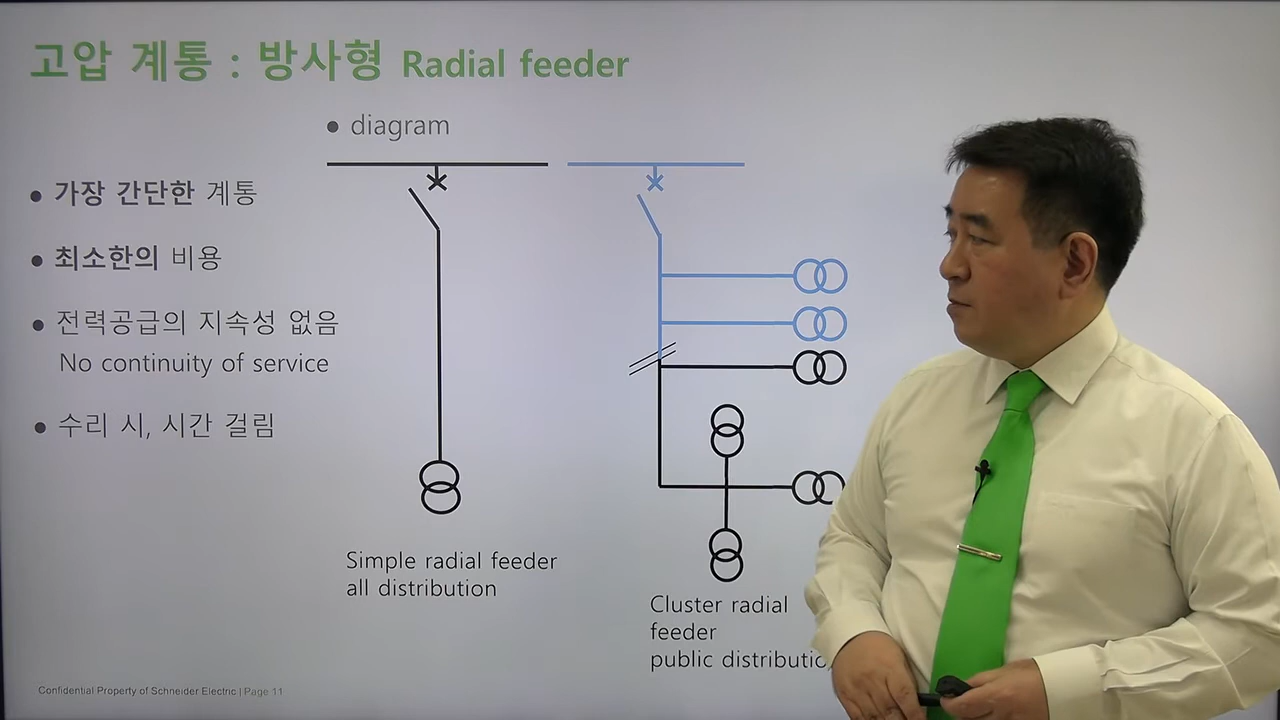 고압 계통 : 방사형 Radial feeder
• diagram
• 가장 간단한 계통
• 최소한의 비용
• 전력공급의 지속성 없음
No continuity of service
• 수리 시, 시간 걸림
Simple radial feeder
all distribution
Cluster radial
feeder
public distributio
Confidential Property of Schneider Electric | Page 11